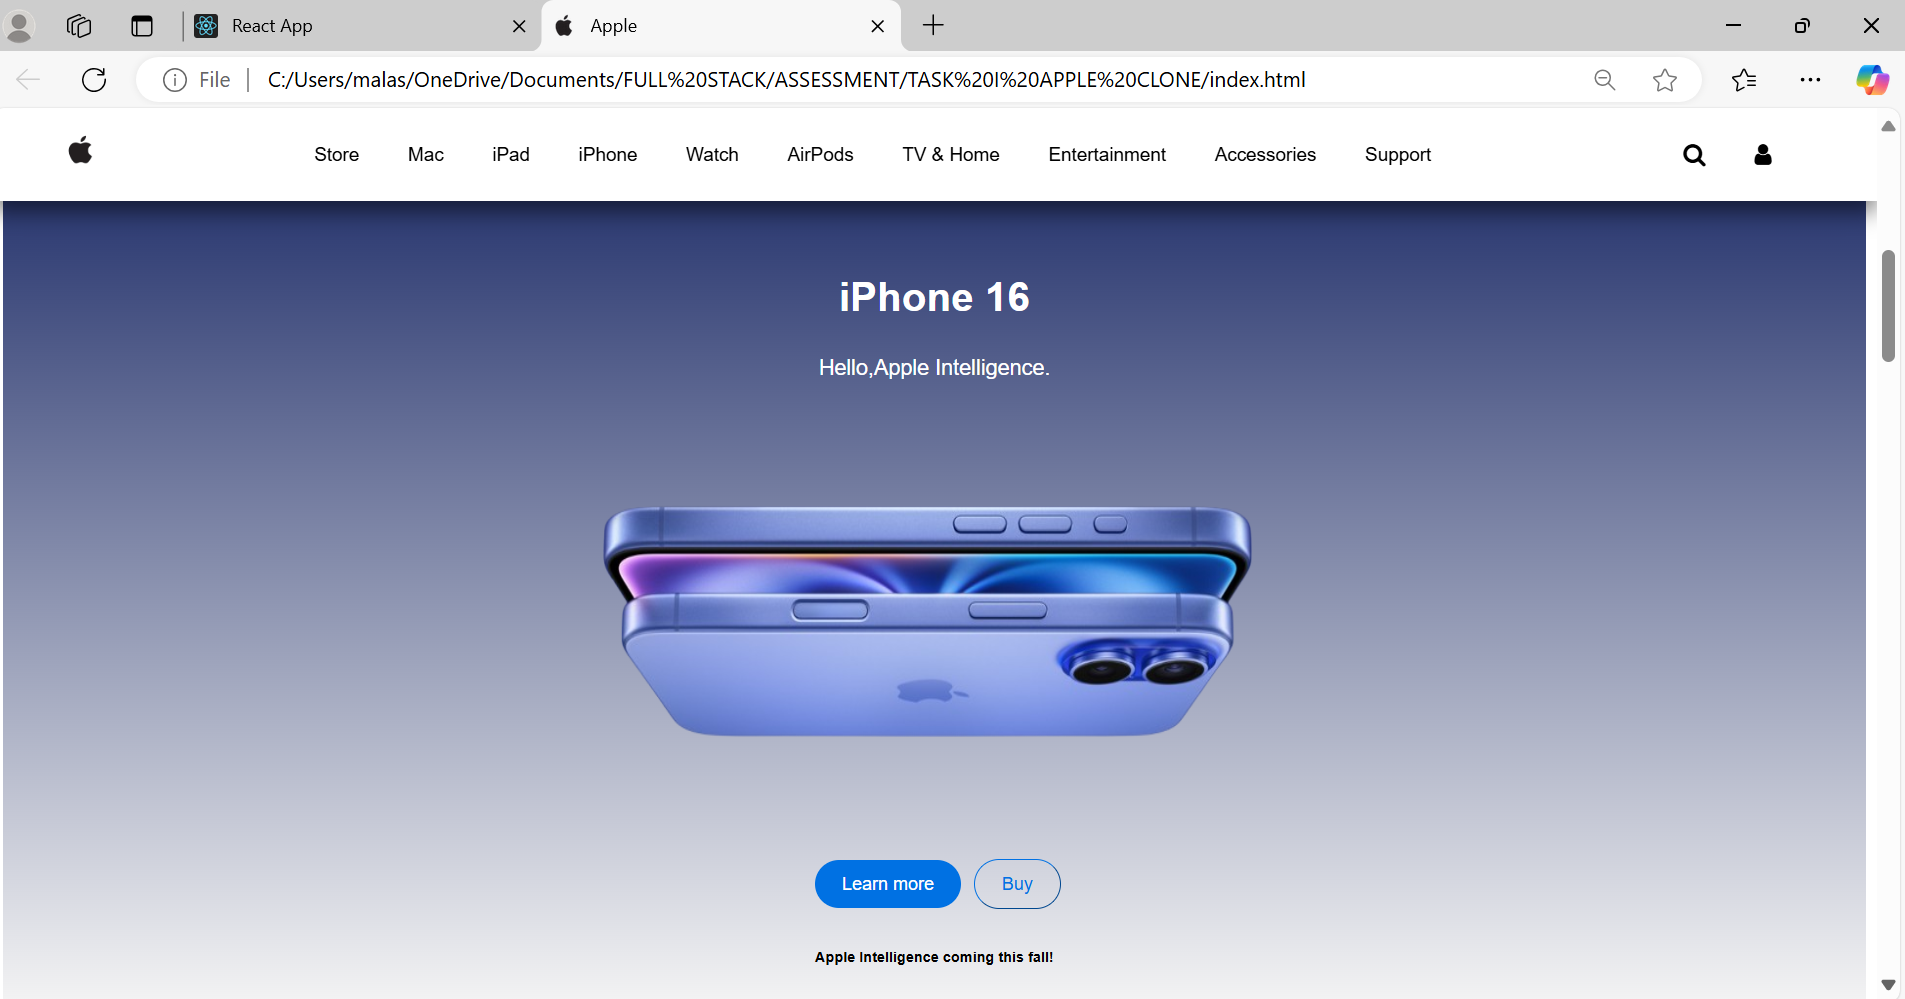 React App
Apple
File
C:/Users/malas/OneDrive/Documents/FULL%20STACK/ASSESSMENT/TASK%20I%20APPLE%20CLONE/index.html
Store Mac iPad iPhone Watch AirPods TV & Home Entertainment Accessories Support
iPhone 16
Hello,Apple Intelligence.
Learn more Buy
Apple Intelligence coming this fall!